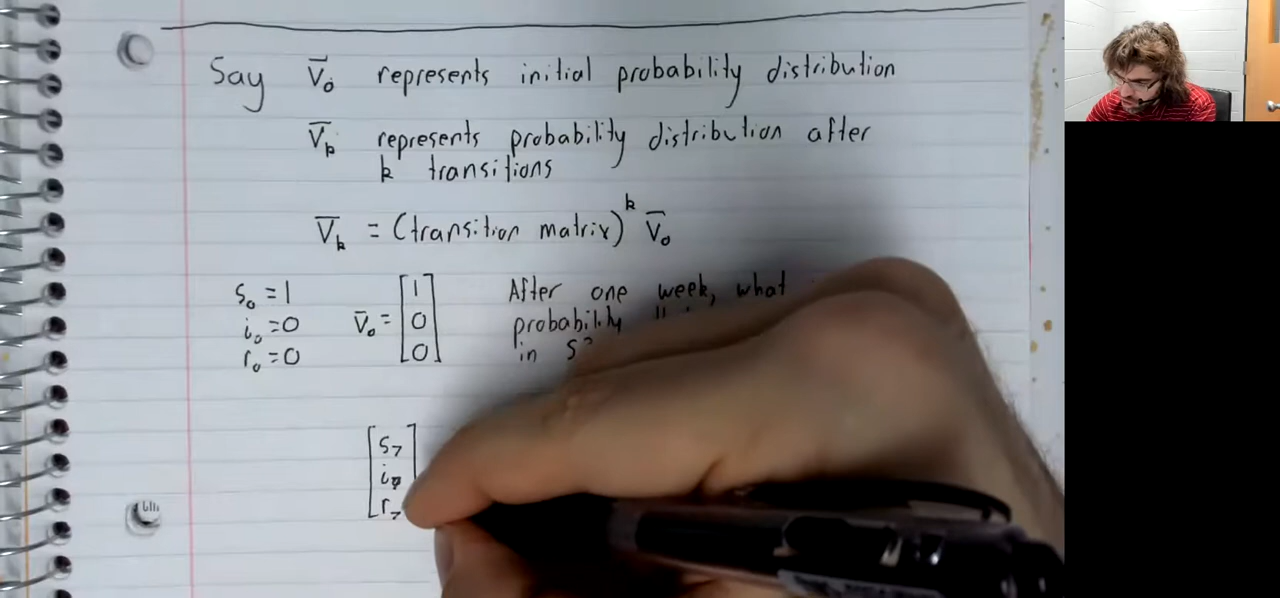 Say V̄₀ represents initial probability distribution
V̄ₖ represents probability distribution after
k transitions
V̄ₖ = (transition matrix)ᵏ V̄₀
s₀ = 1
i₀ = 0
r₀ = 0
V̄₀ = [1 0 0]
After one week, what
probability
in S?
[s₇
i₇
r₇]